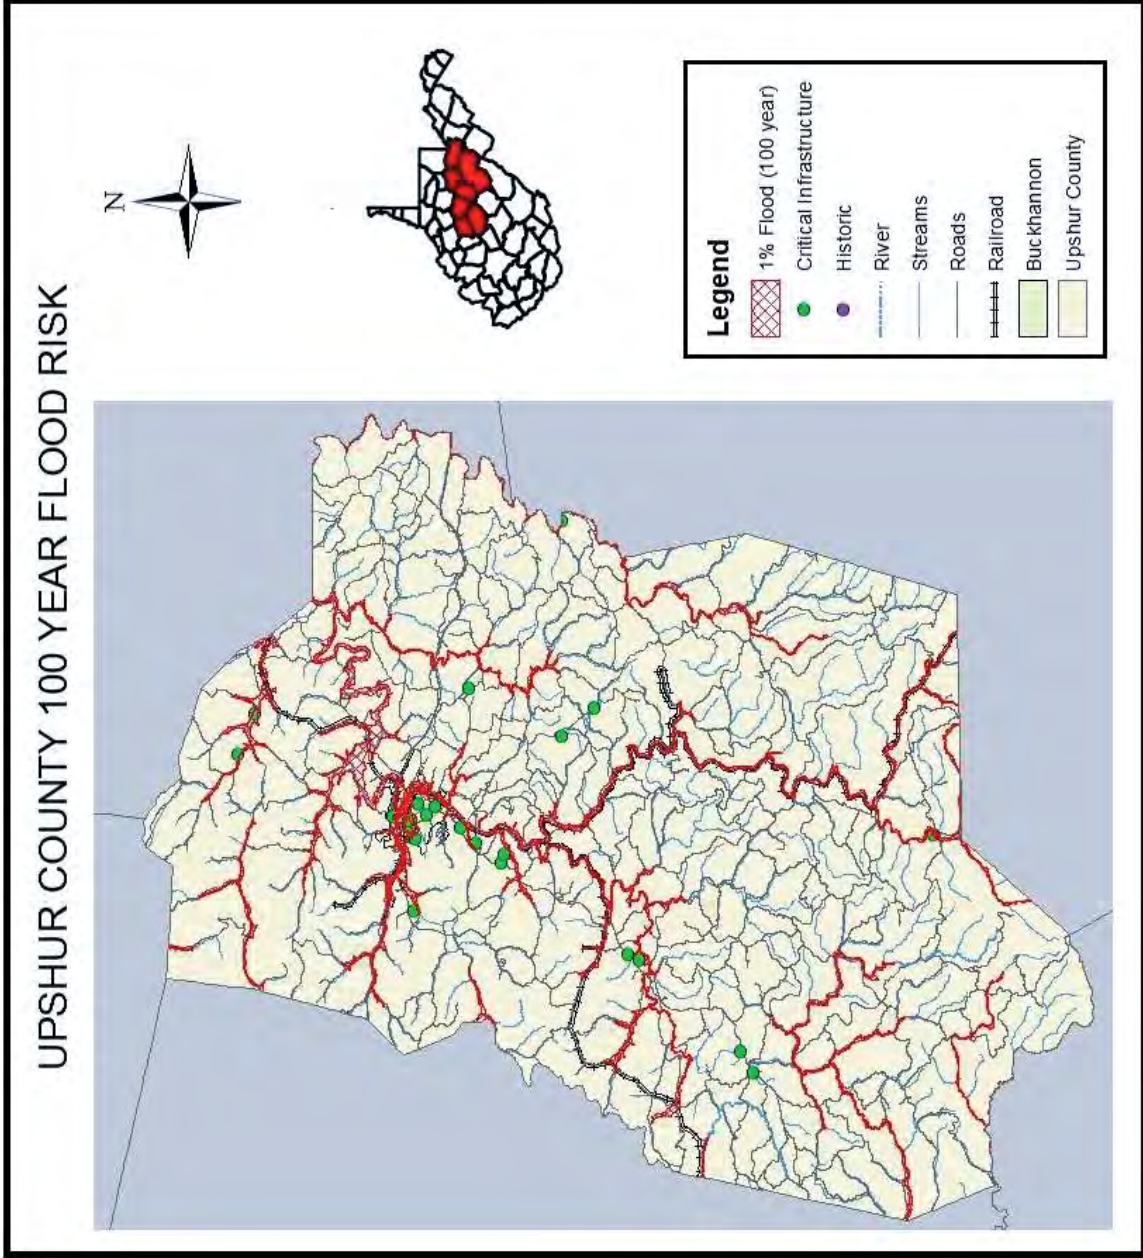 UPSHUR COUNTY 100 YEAR FLOOD RISK
N
Legend
1% Flood (100 year)
Critical Infrastructure
Historic
River
Streams
Roads
Railroad
Buckhannon
Upshur County